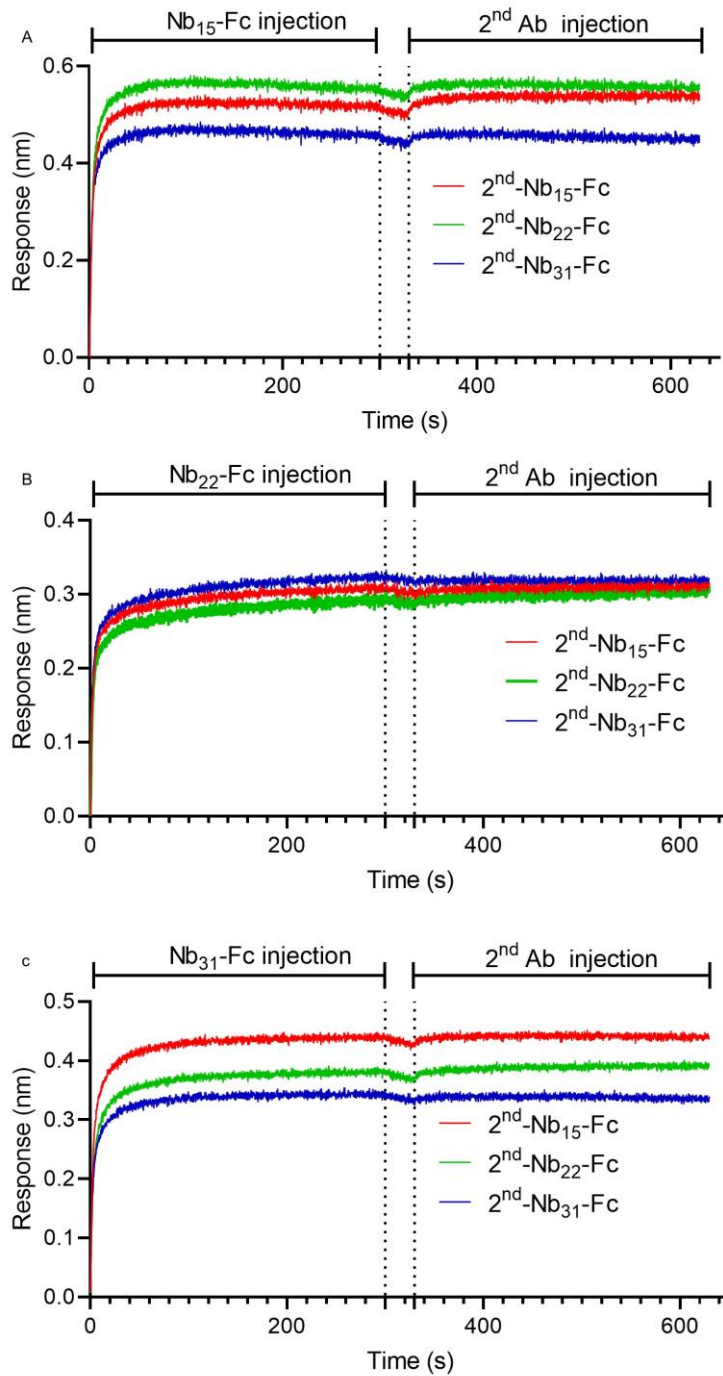 A
Nb15-Fc injection
2nd Ab injection
0.6
0.4
0.2
0.0
Response (nm)
2nd-Nb15-Fc
2nd-Nb22-Fc
2nd-Nb31-Fc
0
200
400
600
Time (s)
B
Nb22-Fc injection
2nd Ab injection
0.4
0.3
0.2
0.1
0.0
Response (nm)
2nd-Nb15-Fc
2nd-Nb22-Fc
2nd-Nb31-Fc
0
200
400
600
Time (s)
c
Nb31-Fc injection
2nd Ab injection
0.5
0.4
0.3
0.2
0.1
0.0
Response (nm)
2nd-Nb15-Fc
2nd-Nb22-Fc
2nd-Nb31-Fc
0
200
400
600
Time (s)